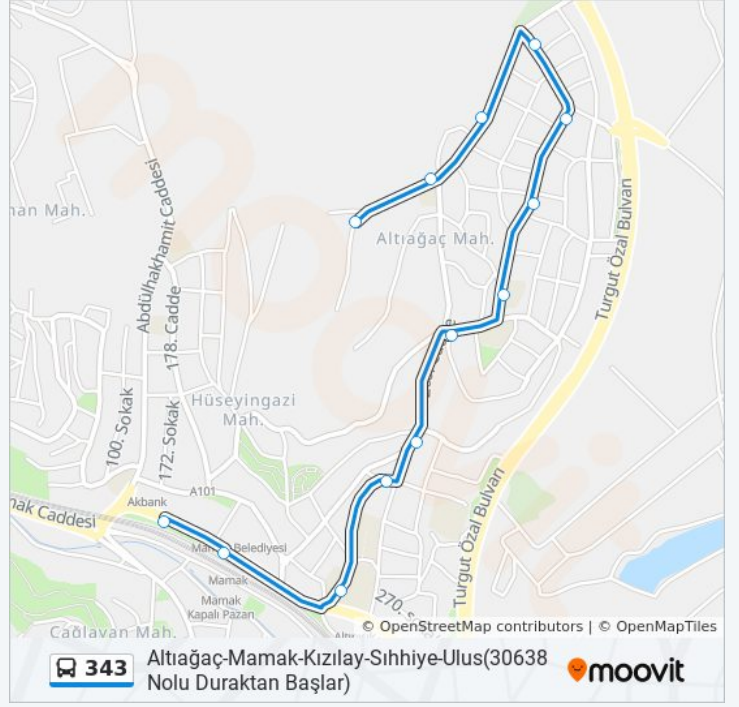 Abdülhakhamit Caddesi
man Mah.
Altıağaç Mah.
Turgut Özal Bulvarı
178. Cadde
Hüseyingazi
Mah.
100. Sokak
172. Sokak
A101
Akbank
mak Caddesi
Belediyesi
Mamak
Mamak
Kapalı Pazarı
270.
Turgut Özal Bulvarı
Çağlayan Mah.
© OpenStreetMap contributors | © OpenMapTiles
343
Altıağaç-Mamak-Kızılay-Sıhhiye-Ulus(30638
Nolu Duraktan Başlar)
moovit